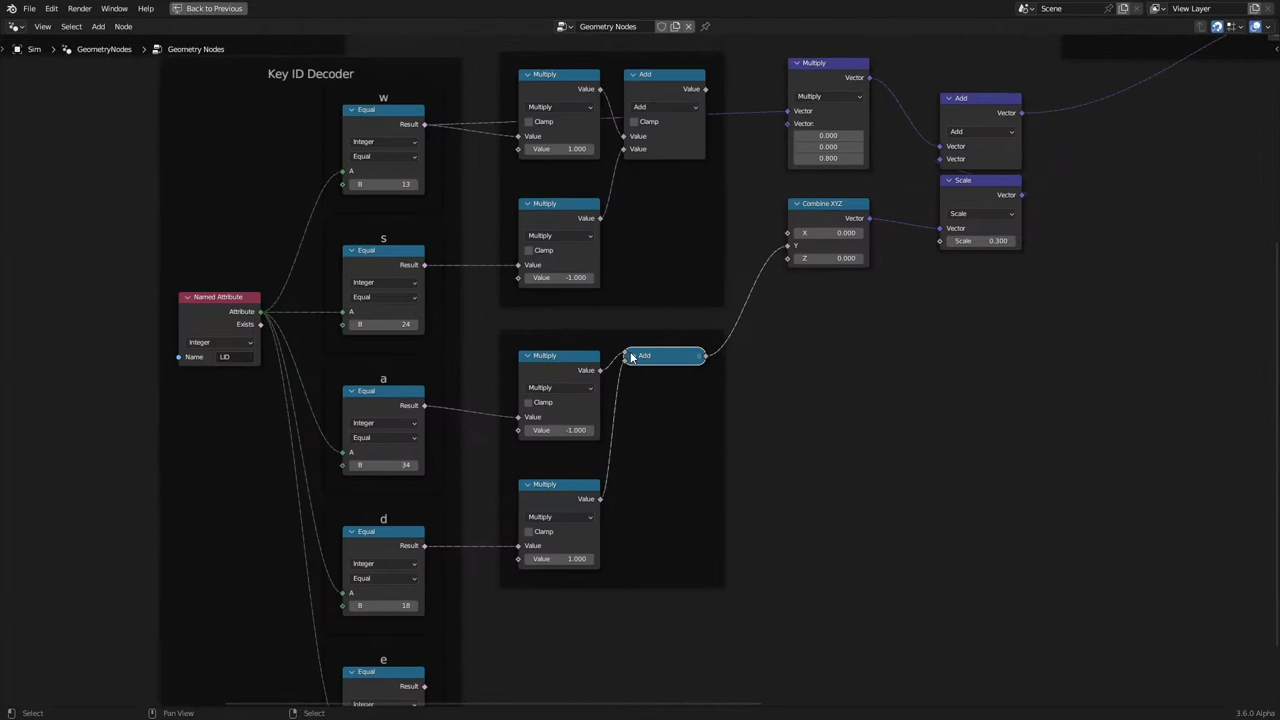 File Edit Render Window Help Back to Previous Scene View Layer
View Select Add Node Geometry Nodes
Sim GeometryNodes Geometry Nodes
Key ID Decoder
w
Equal
Result
Integer
Equal
A
B 13
s
Equal
Result
Integer
Equal
A
B 24
a
Equal
Result
Integer
Equal
A
B 34
d
Equal
Result
Integer
Equal
A
B 18
e
Equal
Result
Integer
Named Attribute
Attribute
Exists
Integer
Name LID
Multiply
Value
Multiply
Clamp
Value
Value 1.000
Add
Value
Add
Clamp
Value
Value
Multiply
Value
Multiply
Clamp
Value
Value -1.000
Multiply
Value
Multiply
Clamp
Value
Value -1.000
Add
Multiply
Value
Multiply
Clamp
Value
Value 1.000
Multiply
Vector
Multiply
Vector
Vector:
0.000
0.000
0.800
Combine XYZ
Vector
X 0.000
Y
Z 0.000
Add
Vector
Add
Vector
Vector
Scale
Vector
Scale
Vector
Scale 0.300
Select Pan View Select 3.6.0 Alpha